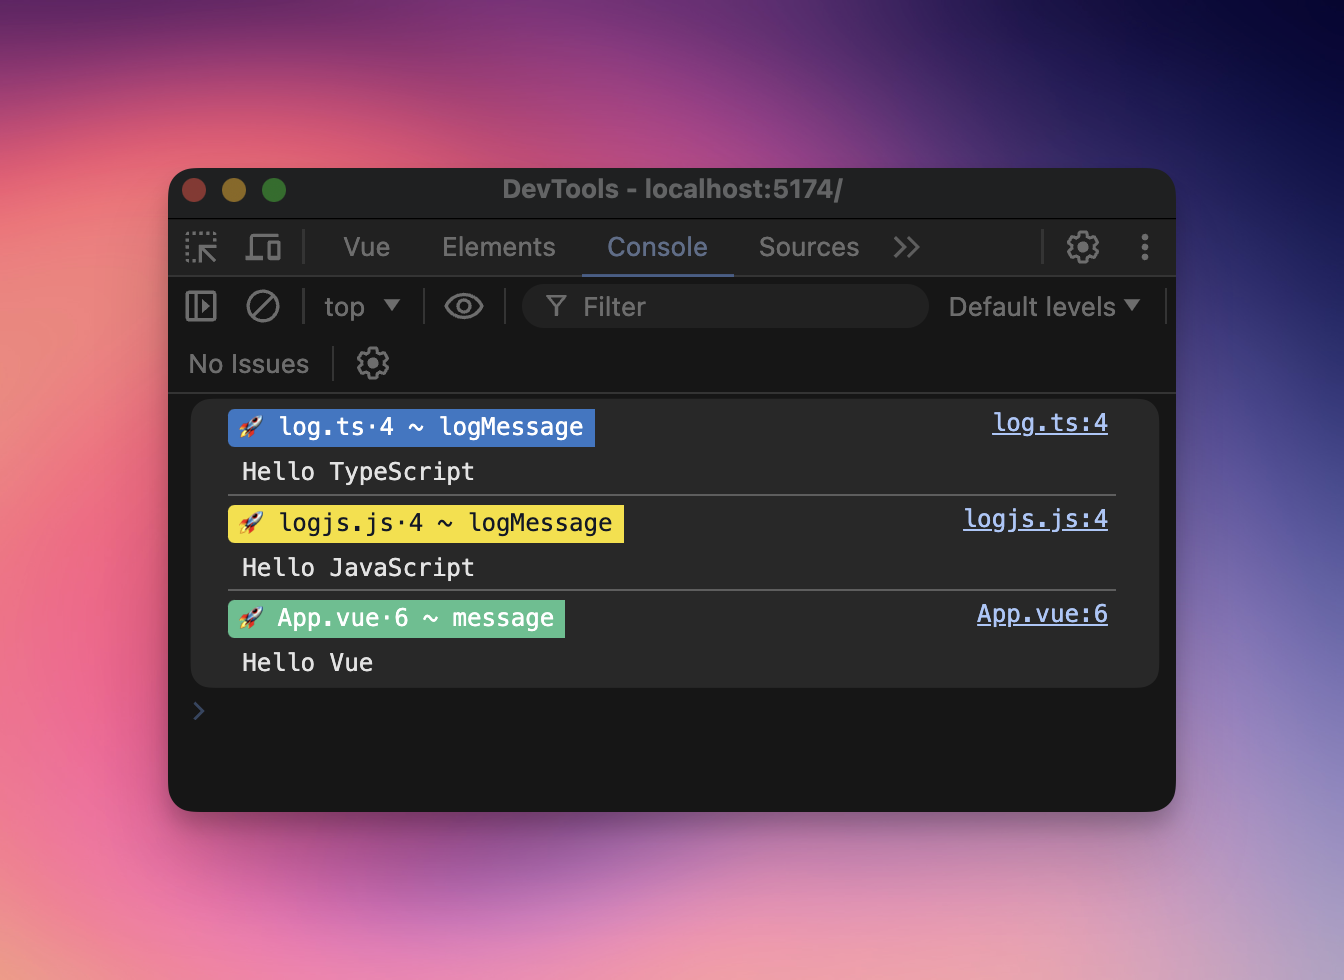 DevTools - localhost:5174/
Vue Elements Console Sources
top Filter Default levels
No Issues
🚀 log.ts·4 ~ logMessage log.ts:4
Hello TypeScript
🚀 logjs.js·4 ~ logMessage logjs.js:4
Hello JavaScript
🚀 App.vue·6 ~ message App.vue:6
Hello Vue